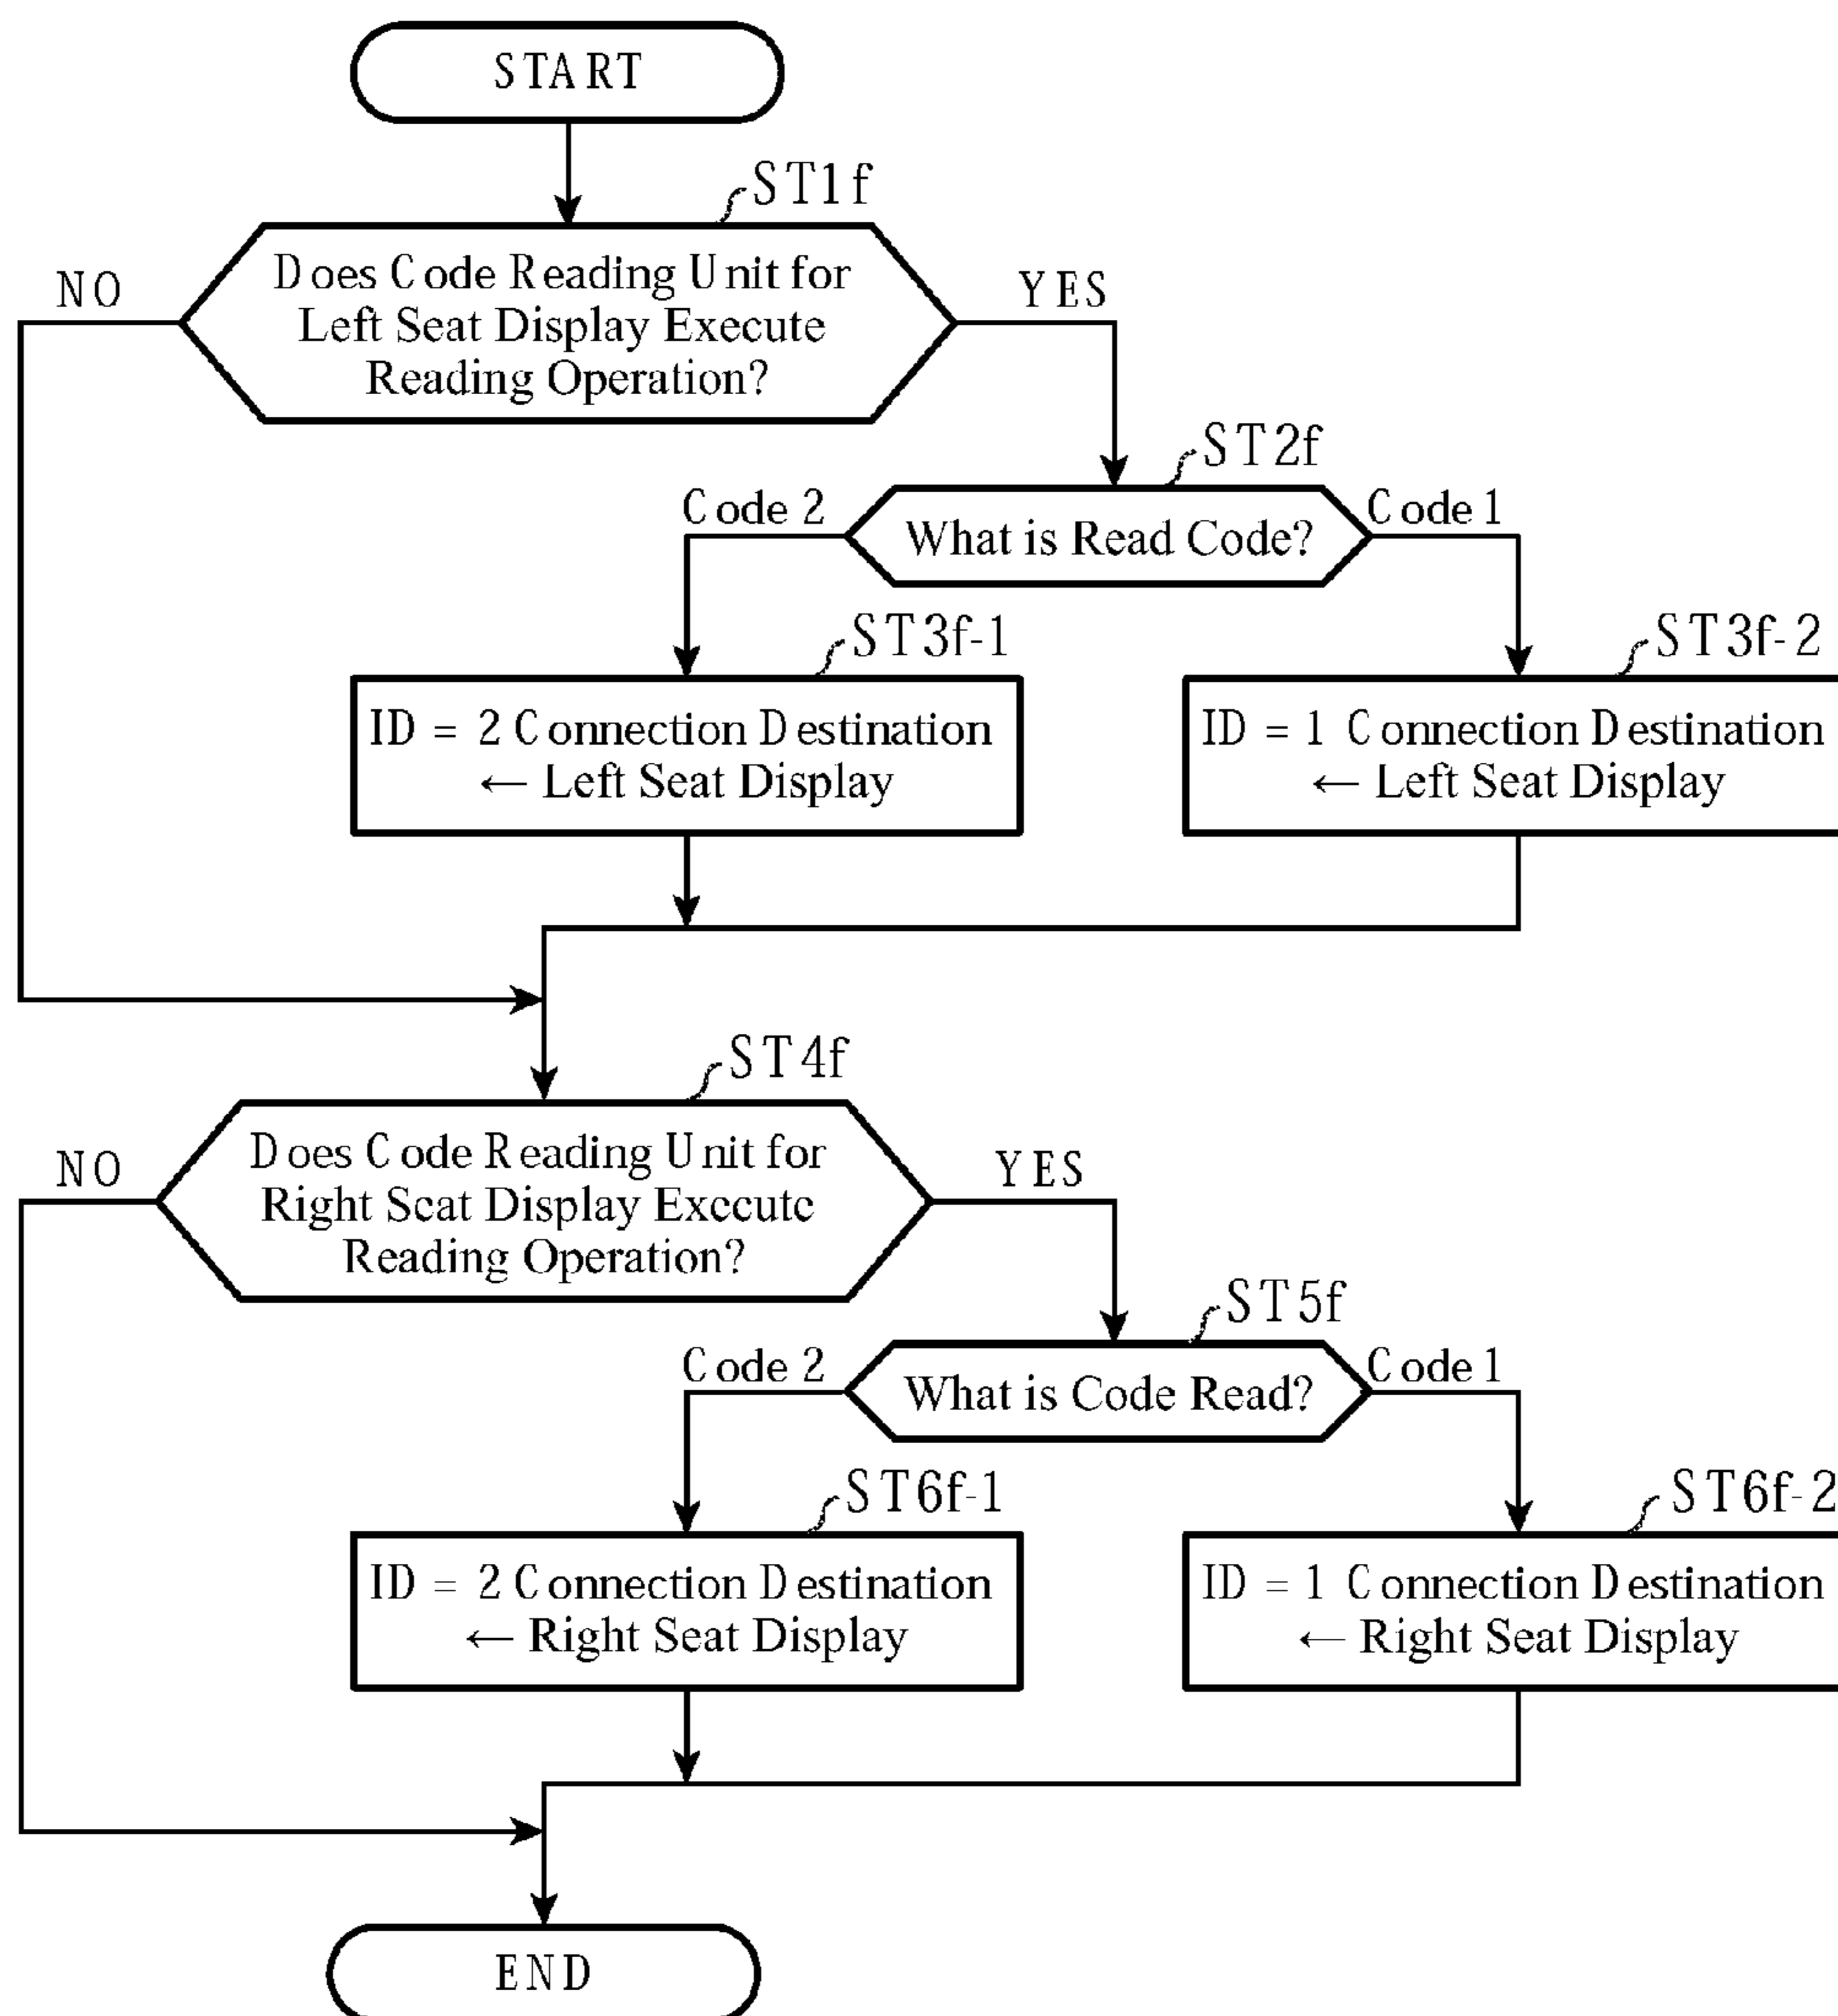 START
ST1f
Does Code Reading Unit for
Left Seat Display Execute
Reading Operation?
NO
YES
ST2f
What is Read Code?
Code 2
Code 1
ST3f-1
ID = 2 Connection Destination
← Left Seat Display
ST3f-2
ID = 1 Connection Destination
← Left Seat Display
ST4f
Does Code Reading Unit for
Right Seat Display Execute
Reading Operation?
NO
YES
ST5f
What is Code Read?
Code 2
Code 1
ST6f-1
ID = 2 Connection Destination
← Right Seat Display
ST6f-2
ID = 1 Connection Destination
← Right Seat Display
END